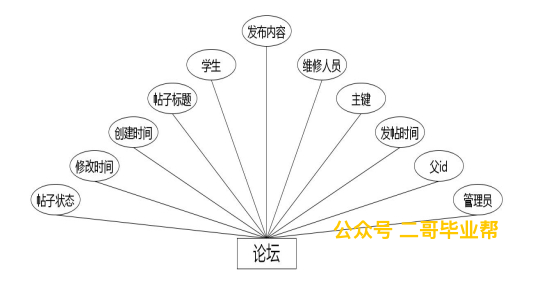 发布内容
学生
维修人员
帖子标题
主键
创建时间
发帖时间
修改时间
父id
帖子状态
管理员
公众号 二哥毕业帮
论坛